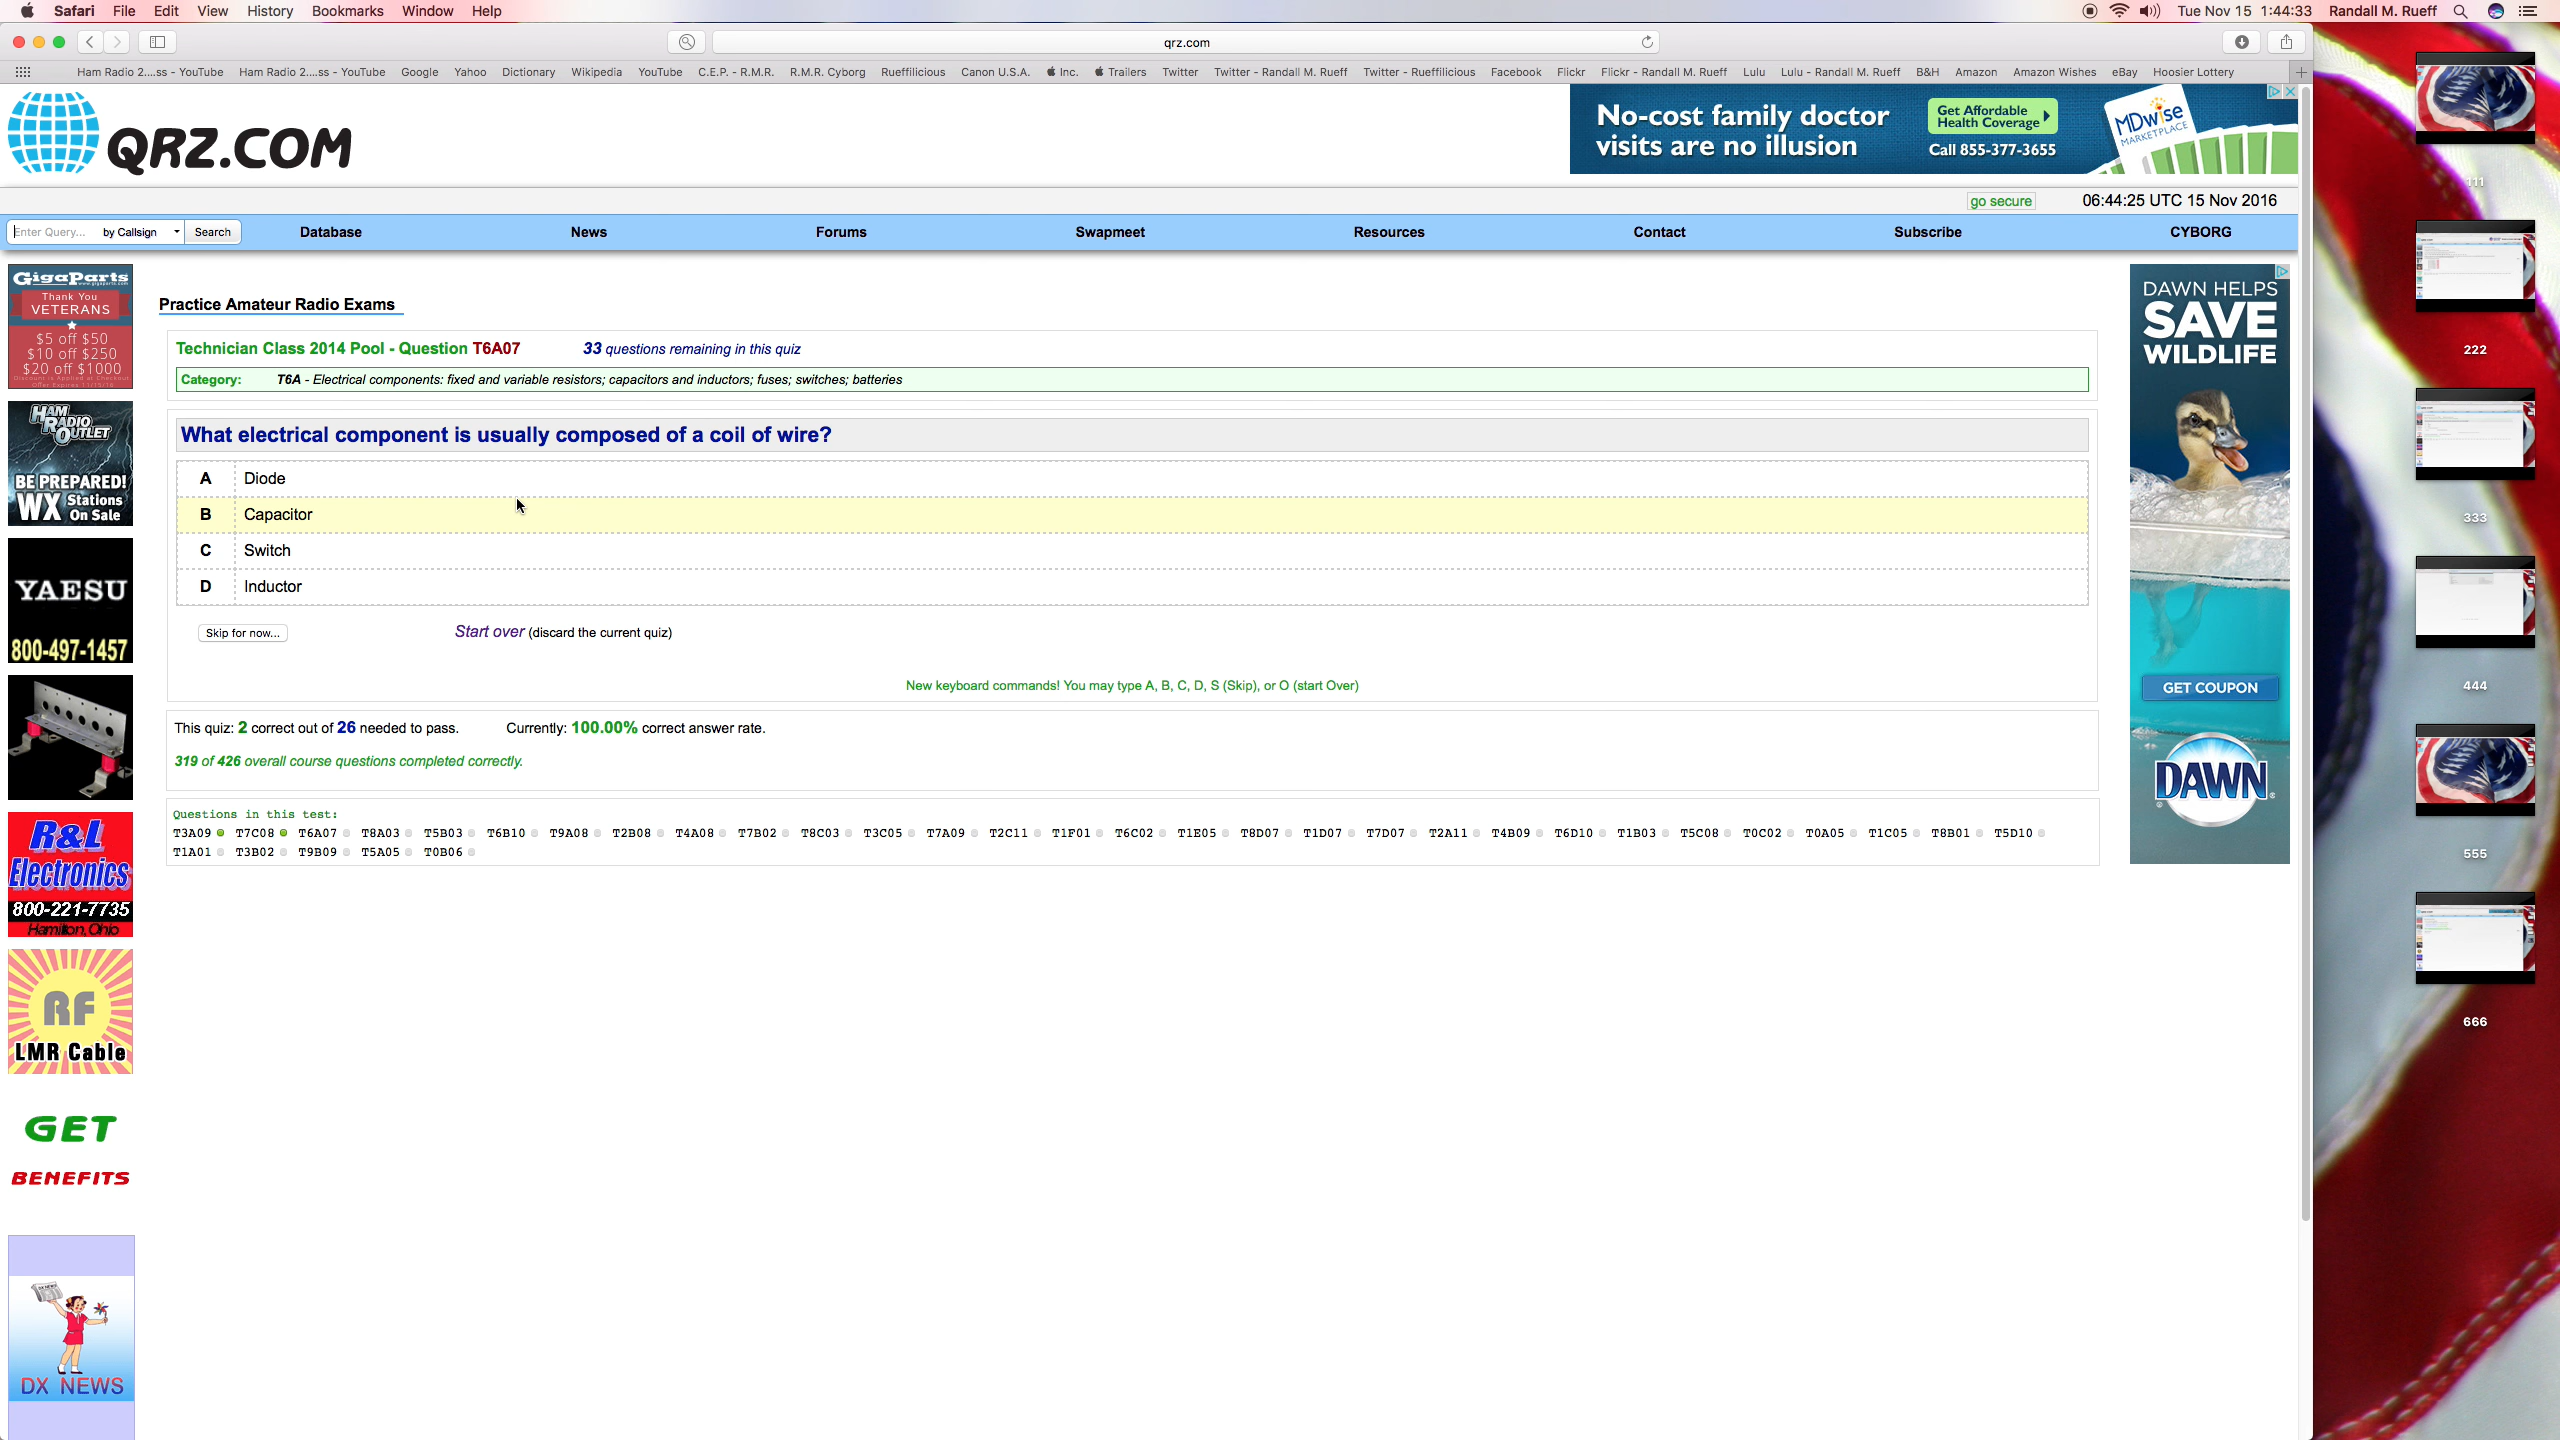 Safari File Edit View History Bookmarks Window Help Tue Nov 15 1:44:33 Randall M. Rueff
qrz.com
Ham Radio 2....ss - YouTube Ham Radio 2....ss - YouTube Google Yahoo Dictionary Wikipedia YouTube C.E.P. - R.M.R. R.M.R. Cyborg Rueffilicious Canon U.S.A. Inc. Trailers Twitter Twitter - Randall M. Rueff Twitter - Rueffilicious Facebook Flickr Flickr - Randall M. Rueff Lulu Lulu - Randall M. Rueff B&H Amazon Amazon Wishes eBay Hoosier Lottery
QRZ.COM
No-cost family doctor
visits are no illusion
Get Affordable
Health Coverage
Call 855-377-3655
MDwise
MARKETPLACE
go secure 06:44:25 UTC 15 Nov 2016
Enter Query... by Callsign Search Database News Forums Swapmeet Resources Contact Subscribe CYBORG
GigaParts
www.gigaparts.com
Thank You
VETERANS
$5 off $50
$10 off $250
$20 off $1000
HAM
RADIO
OUTLET
BE PREPARED!
WX Stations
On Sale
YAESU
800-497-1457
R&L
Electronics
800-221-7735
Hamilton, Ohio
RF
LMR Cable
GET
BENEFITS
DX NEWS
Practice Amateur Radio Exams
Technician Class 2014 Pool - Question T6A07 33 questions remaining in this quiz
Category: T6A - Electrical components: fixed and variable resistors; capacitors and inductors; fuses; switches; batteries
What electrical component is usually composed of a coil of wire?
A Diode
B Capacitor
C Switch
D Inductor
Skip for now... Start over (discard the current quiz)
New keyboard commands! You may type A, B, C, D, S (Skip), or O (start Over)
This quiz: 2 correct out of 26 needed to pass. Currently: 100.00% correct answer rate.
319 of 426 overall course questions completed correctly.
Questions in this test:
T3A09 T7C08 T6A07 T8A03 T5B03 T6B10 T9A08 T2B08 T4A08 T7B02 T8C03 T3C05 T7A09 T2C11 T1F01 T6C02 T1E05 T8D07 T1D07 T7D07 T2A11 T4B09 T6D10 T1B03 T5C08 T0C02 T0A05 T1C05 T8B01 T5D10
T1A01 T3B02 T9B09 T5A05 T0B06
DAWN HELPS
SAVE
WILDLIFE
GET COUPON
DAWN
111
222
333
444
555
666